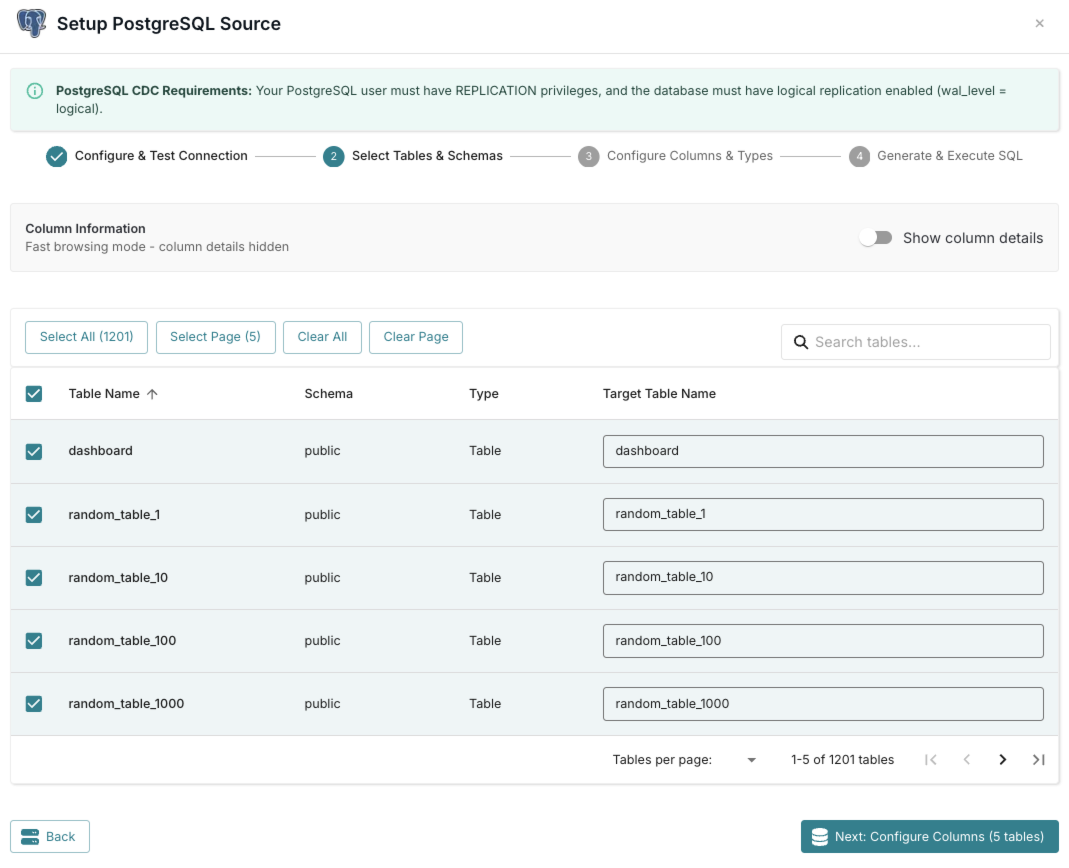 Setup PostgreSQL Source
PostgreSQL CDC Requirements: Your PostgreSQL user must have REPLICATION privileges, and the database must have logical replication enabled (wal_level =
logical).
Configure & Test Connection
2 Select Tables & Schemas
3 Configure Columns & Types
4 Generate & Execute SQL
Column Information
Fast browsing mode - column details hidden
Show column details
Select All (1201) Select Page (5) Clear All Clear Page
Search tables...
Table Name Schema Type Target Table Name
dashboard public Table dashboard
random_table_1 public Table random_table_1
random_table_10 public Table random_table_10
random_table_100 public Table random_table_100
random_table_1000 public Table random_table_1000
Tables per page: 1-5 of 1201 tables
Back
Next: Configure Columns (5 tables)